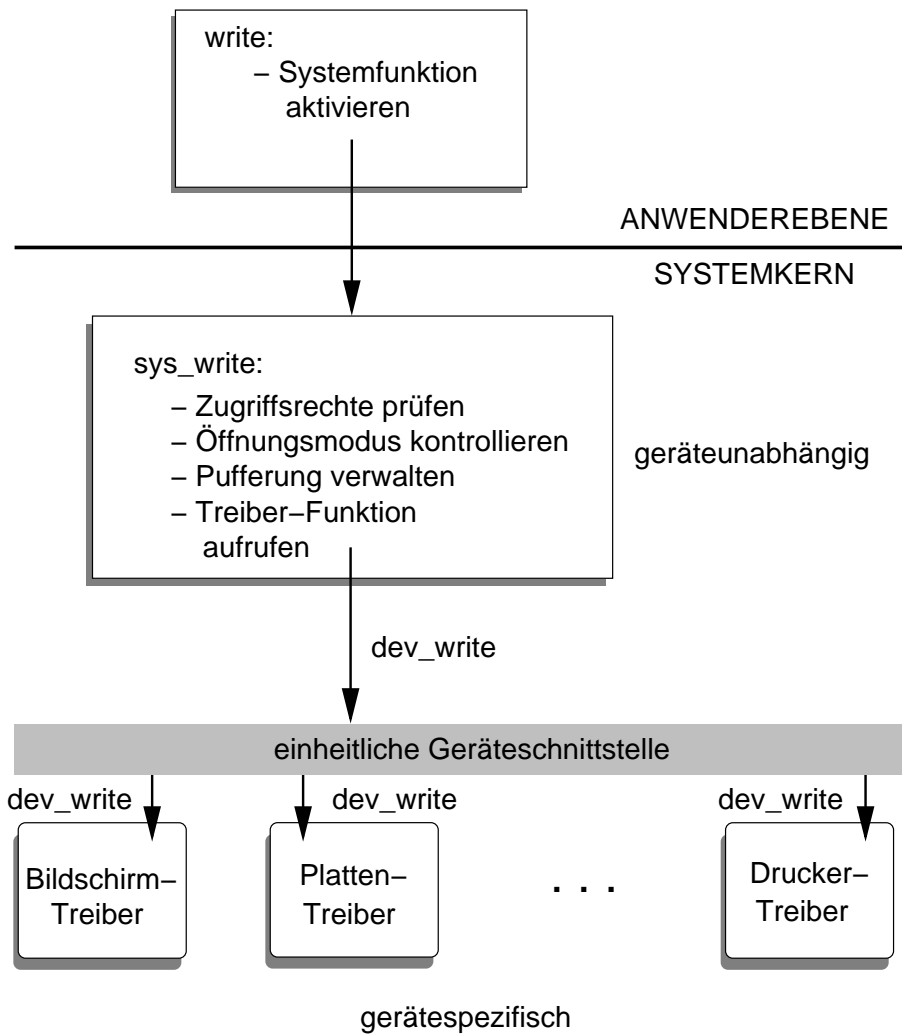 write:
– Systemfunktion
aktivieren
ANWENDEREBENE
SYSTEMKERN
sys_write:
– Zugriffsrechte prüfen
– Öffnungsmodus kontrollieren
– Pufferung verwalten
– Treiber–Funktion
aufrufen
geräteunabhängig
dev_write
einheitliche Geräteschnittstelle
dev_write
dev_write
dev_write
Bildschirm–
Treiber
Platten–
Treiber
. . .
Drucker–
Treiber
gerätespezifisch